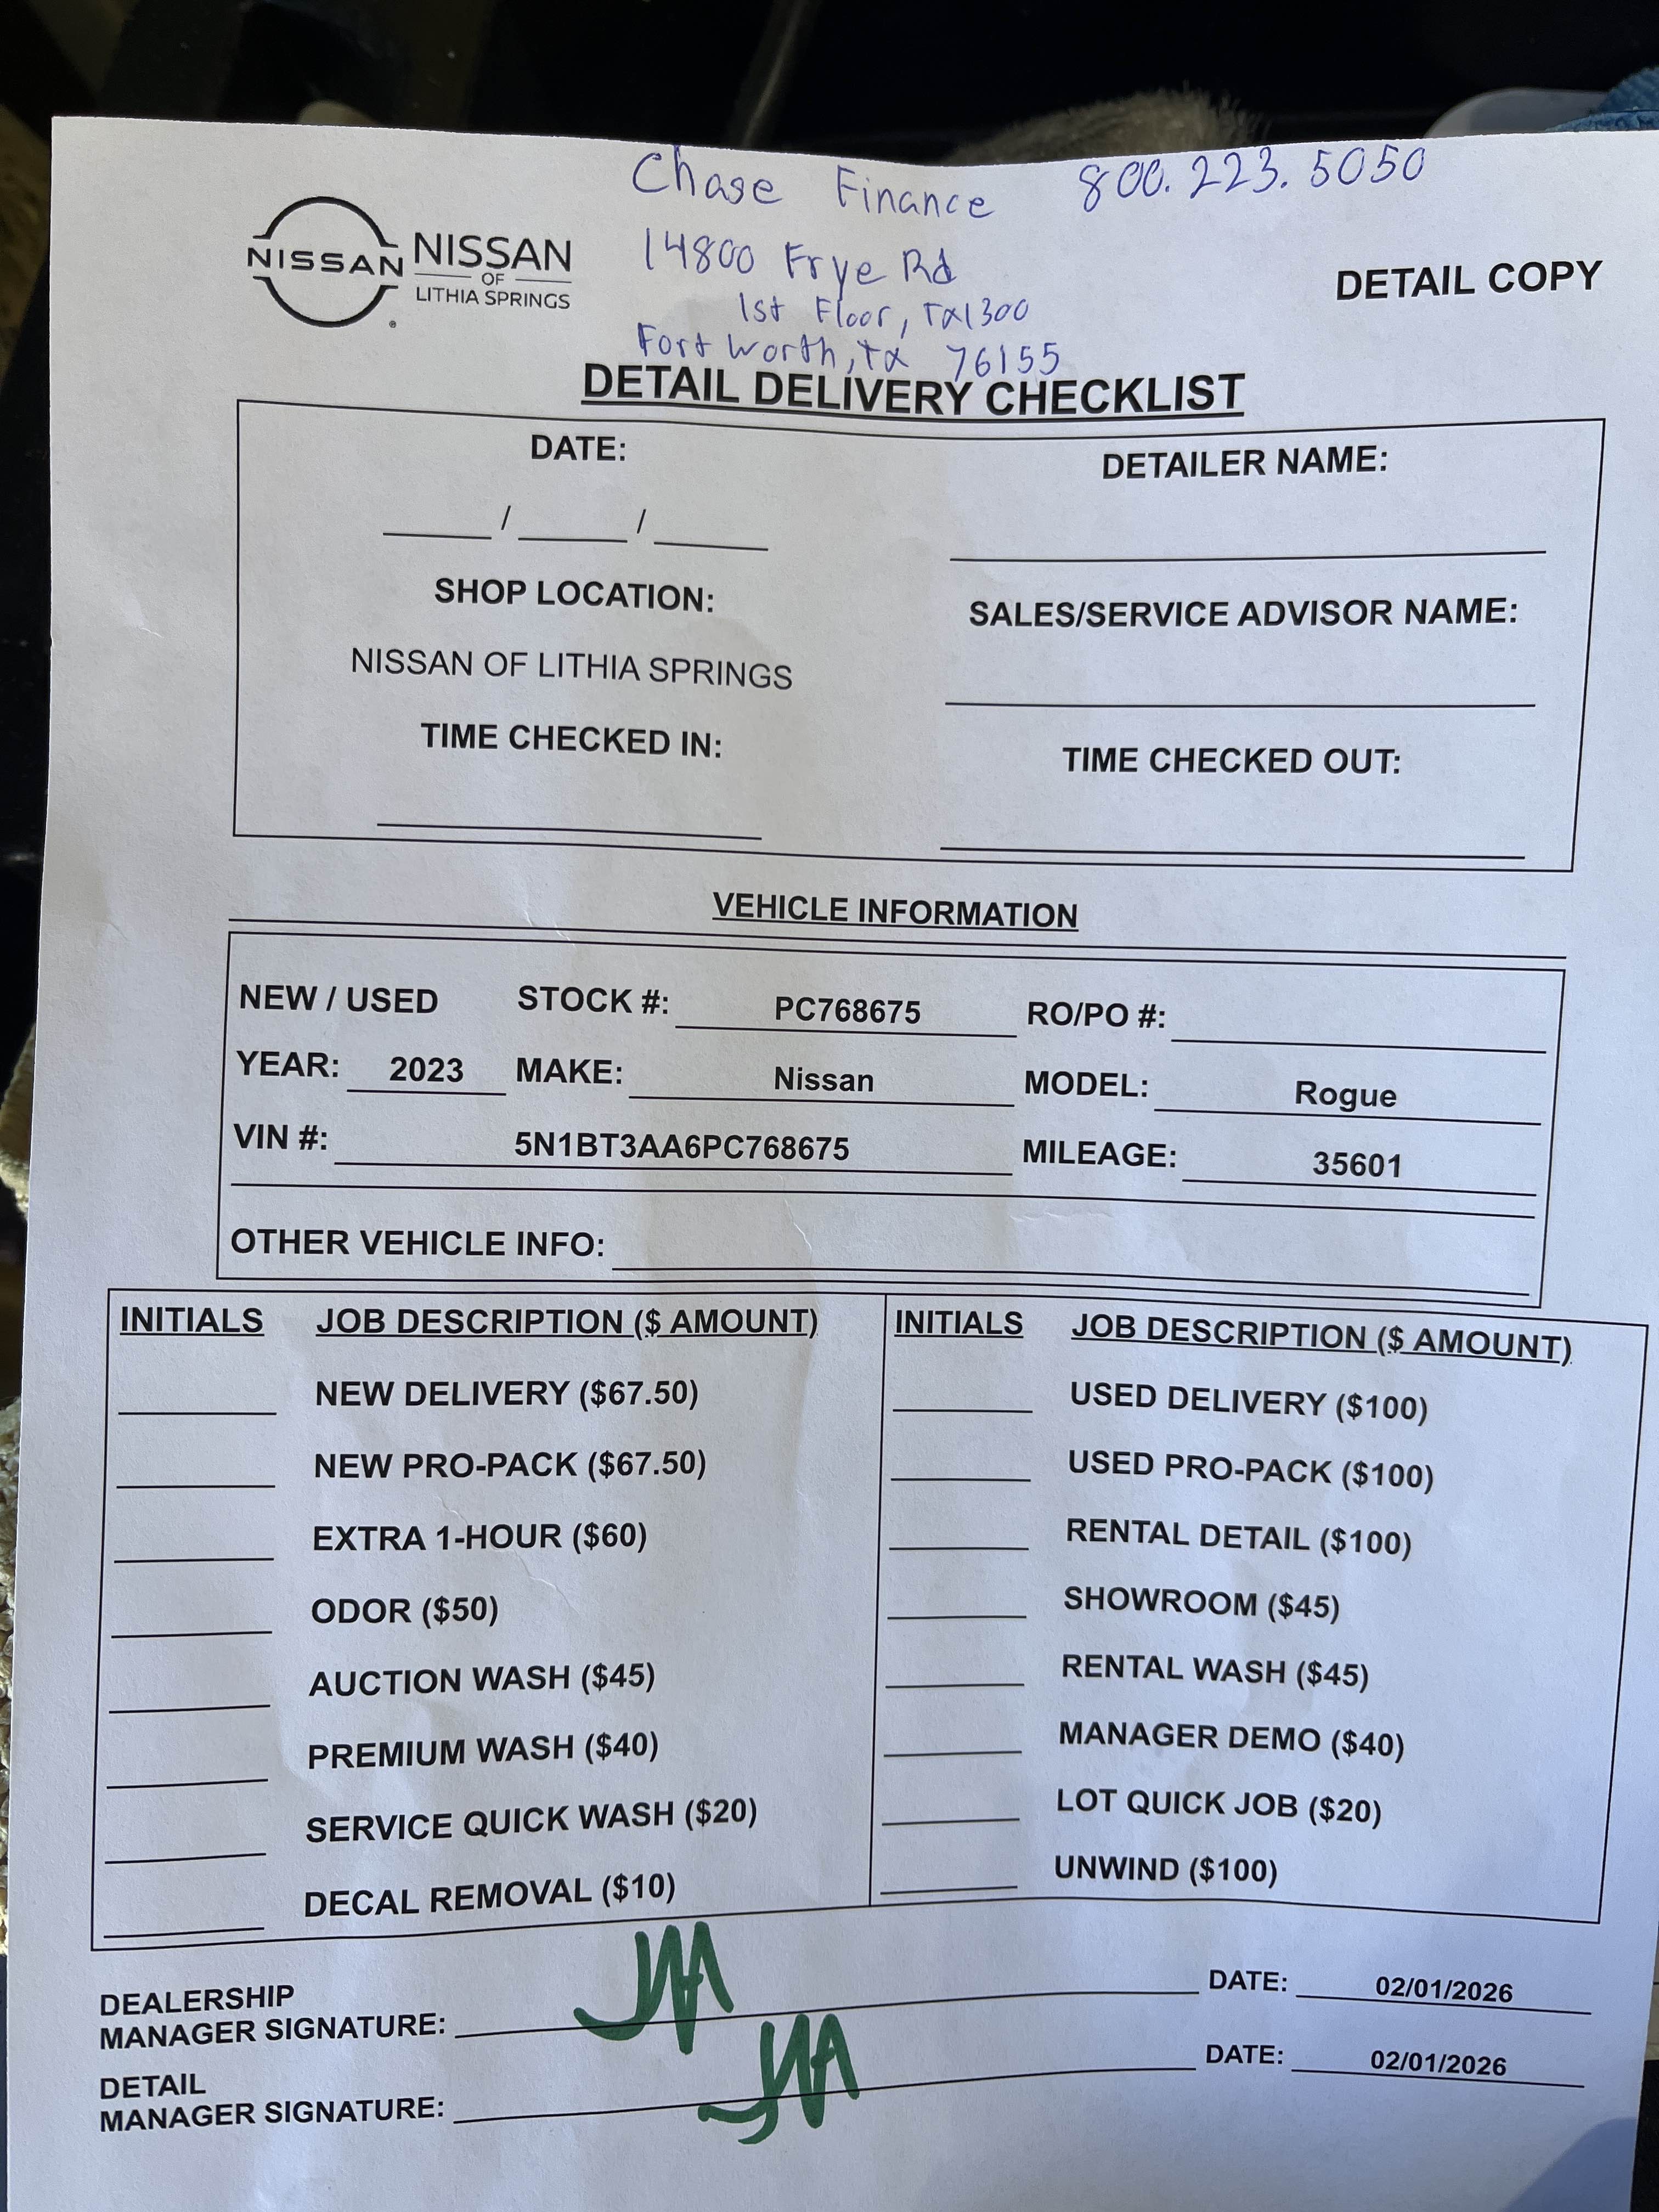 Chase Finance 800.223.5050
14800 Frye Rd
1st Floor, TX1300
Fort Worth, TX 76155
NISSAN
NISSAN
OF
LITHIA SPRINGS
DETAIL COPY
DETAIL DELIVERY CHECKLIST
DATE: DETAILER NAME:
____ / ____ / ____
SHOP LOCATION: SALES/SERVICE ADVISOR NAME:
NISSAN OF LITHIA SPRINGS
TIME CHECKED IN: TIME CHECKED OUT:
VEHICLE INFORMATION
NEW / USED STOCK #: PC768675 RO/PO #:
YEAR: 2023 MAKE: Nissan MODEL: Rogue
VIN #: 5N1BT3AA6PC768675 MILEAGE: 35601
OTHER VEHICLE INFO:
INITIALS JOB DESCRIPTION ($ AMOUNT) INITIALS JOB DESCRIPTION ($ AMOUNT)
NEW DELIVERY ($67.50) USED DELIVERY ($100)
NEW PRO-PACK ($67.50) USED PRO-PACK ($100)
EXTRA 1-HOUR ($60) RENTAL DETAIL ($100)
ODOR ($50) SHOWROOM ($45)
AUCTION WASH ($45) RENTAL WASH ($45)
PREMIUM WASH ($40) MANAGER DEMO ($40)
SERVICE QUICK WASH ($20) LOT QUICK JOB ($20)
DECAL REMOVAL ($10) UNWIND ($100)
DEALERSHIP
MANAGER SIGNATURE: DATE: 02/01/2026
DETAIL
MANAGER SIGNATURE: DATE: 02/01/2026